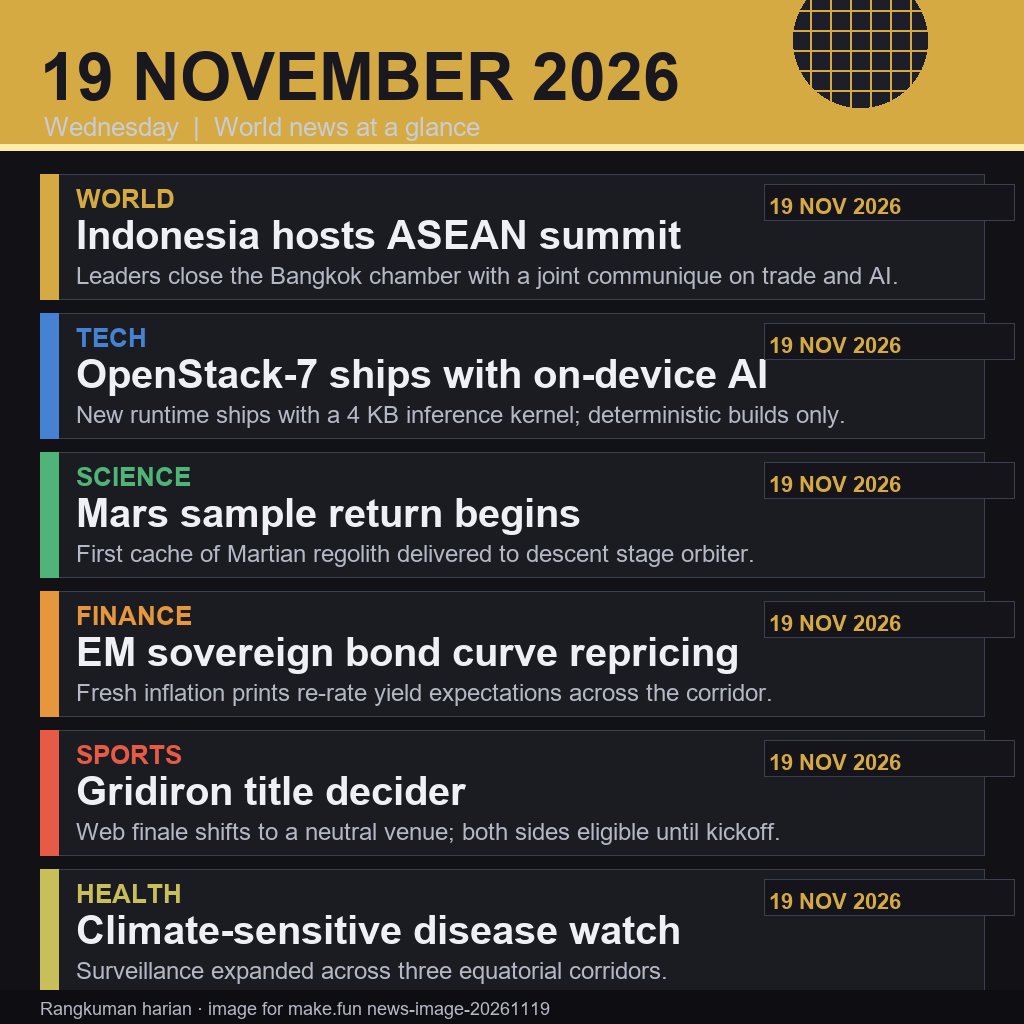 19 NOVEMBER 2026
Wednesday | World news at a glance
WORLD
19 NOV 2026
Indonesia hosts ASEAN summit
Leaders close the Bangkok chamber with a joint communique on trade and AI.
TECH
19 NOV 2026
OpenStack-7 ships with on-device AI
New runtime ships with a 4 KB inference kernel; deterministic builds only.
SCIENCE
19 NOV 2026
Mars sample return begins
First cache of Martian regolith delivered to descent stage orbiter.
FINANCE
19 NOV 2026
EM sovereign bond curve repricing
Fresh inflation prints re-rate yield expectations across the corridor.
SPORTS
19 NOV 2026
Gridiron title decider
Web finale shifts to a neutral venue; both sides eligible until kickoff.
HEALTH
19 NOV 2026
Climate-sensitive disease watch
Surveillance expanded across three equatorial corridors.
Rangkuman harian · image for make.fun news-image-20261119